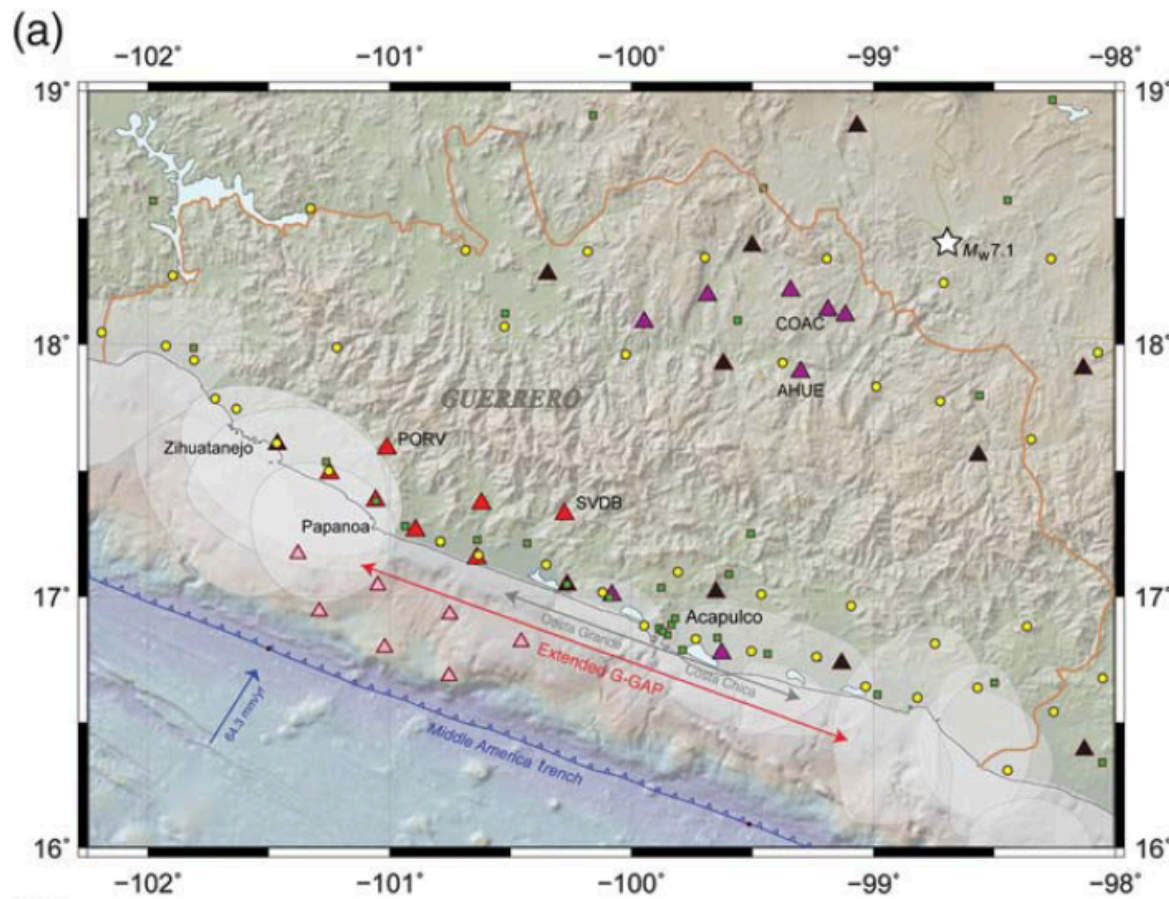 (a)
−102° −101° −100° −99° −98°
19° 19°
Mw7.1
COAC
18° 18°
AHUE
GUERRERO
PORV
Zihuatanejo
SVDB
Papanoa
17° 17°
Acapulco
Costa Grande
Extended G-GAP
Costa Chica
64.3 mm/yr
Middle America trench
16° 16°
−102° −101° −100° −99° −98°